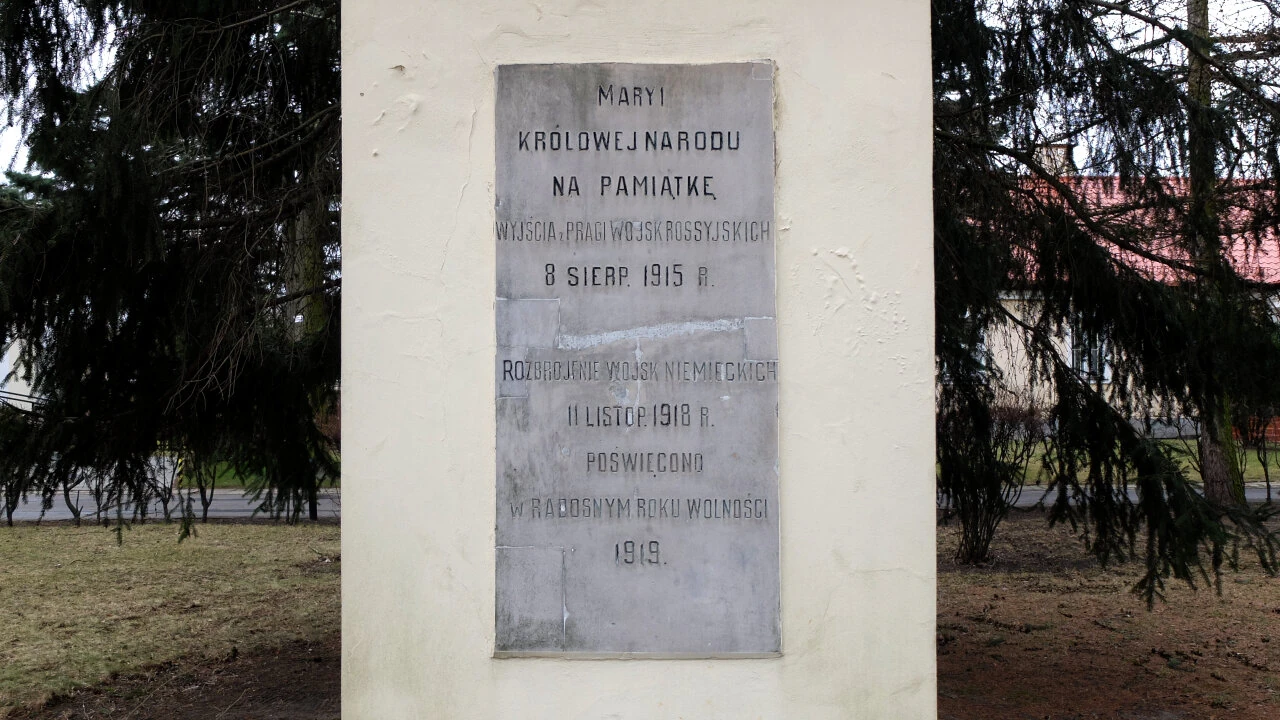 MARYI
KRÓLOWEJ NARODU
NA PAMIĄTKĘ
WYJŚCIA z PRAGI WOJSK ROSSYJSKICH
8 SIERP. 1915 R.
ROZBROJENIE WOJSK NIEMIECKICH
11 LISTOP. 1918 R.
POŚWIĘCONO
W RADOSNYM ROKU WOLNOŚCI
1919.